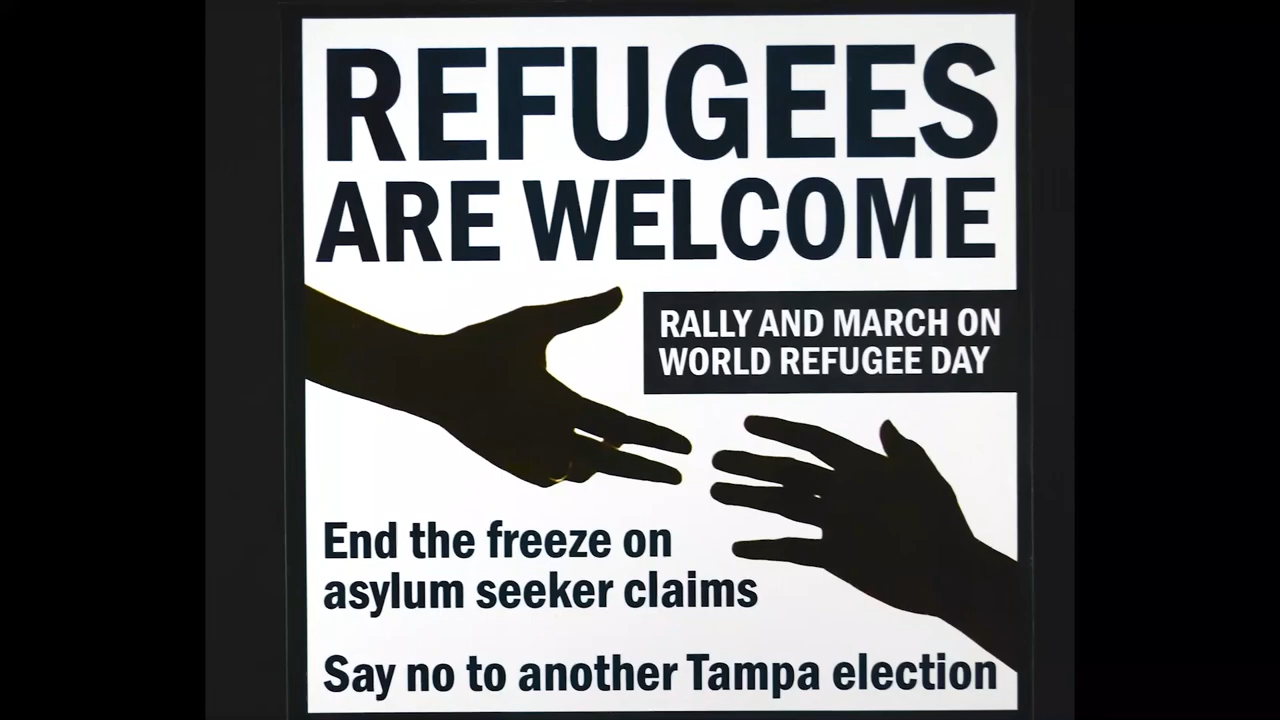 REFUGEES
ARE WELCOME
RALLY AND MARCH ON
WORLD REFUGEE DAY
End the freeze on
asylum seeker claims
Say no to another Tampa election